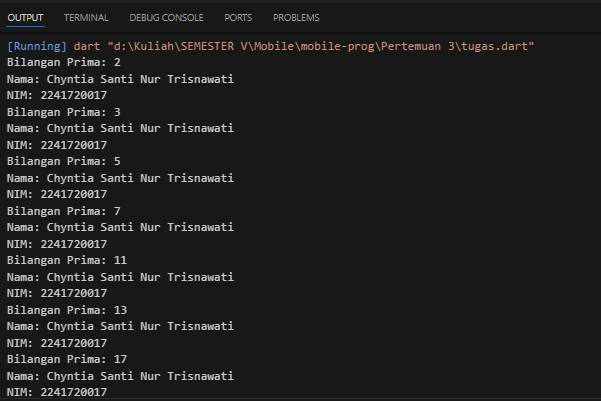 OUTPUT TERMINAL DEBUG CONSOLE PORTS PROBLEMS
[Running] dart "d:\Kuliah\SEMESTER V\Mobile\mobile-prog\Pertemuan 3\tugas.dart"
Bilangan Prima: 2
Nama: Chyntia Santi Nur Trisnawati
NIM: 2241720017
Bilangan Prima: 3
Nama: Chyntia Santi Nur Trisnawati
NIM: 2241720017
Bilangan Prima: 5
Nama: Chyntia Santi Nur Trisnawati
NIM: 2241720017
Bilangan Prima: 7
Nama: Chyntia Santi Nur Trisnawati
NIM: 2241720017
Bilangan Prima: 11
Nama: Chyntia Santi Nur Trisnawati
NIM: 2241720017
Bilangan Prima: 13
Nama: Chyntia Santi Nur Trisnawati
NIM: 2241720017
Bilangan Prima: 17
Nama: Chyntia Santi Nur Trisnawati
NIM: 2241720017